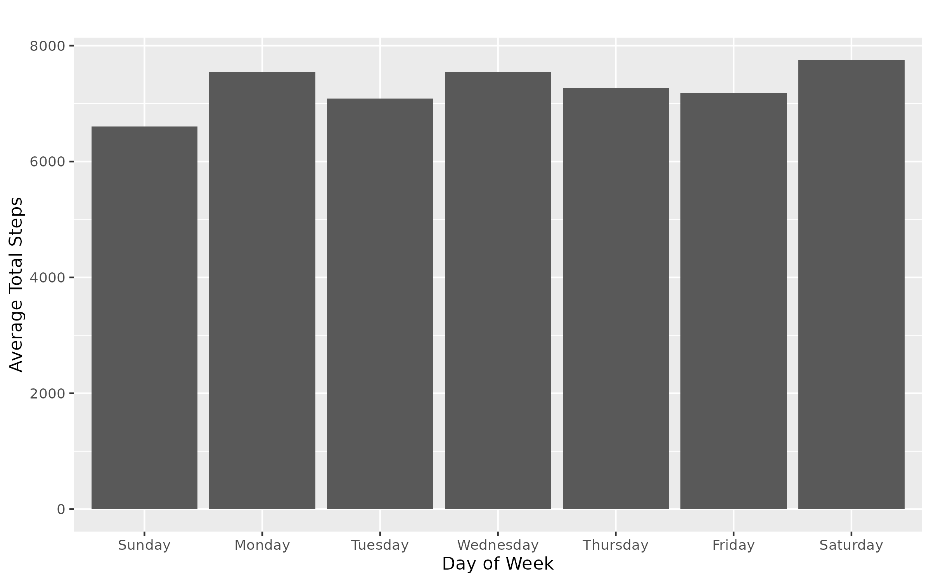 8000
6000
4000
2000
0
Average Total Steps
Sunday Monday Tuesday Wednesday Thursday Friday Saturday
Day of Week